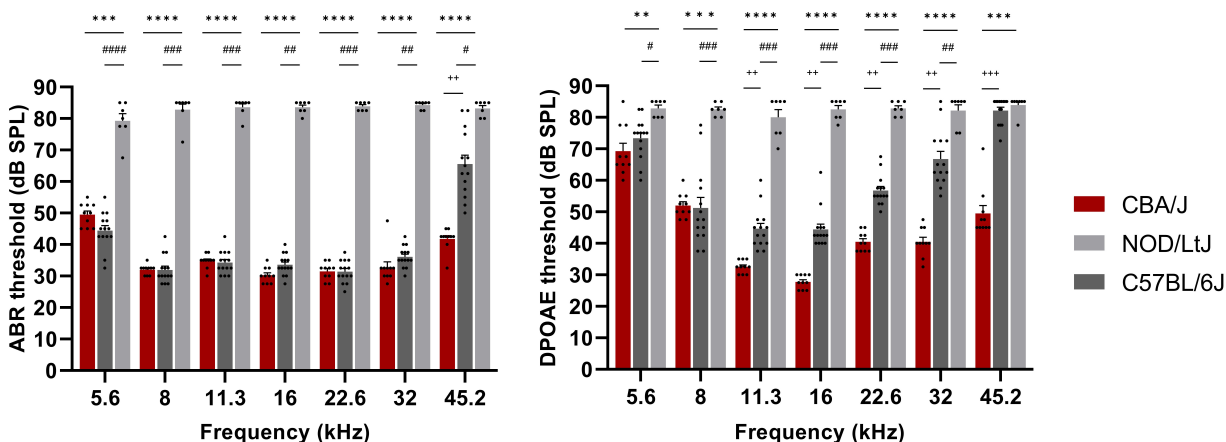 *** **** **** **** **** **** ****
#### ### ### ## ### ## #
++
ABR threshold (dB SPL)
90
80
70
60
50
40
30
20
10
0
5.6 8 11.3 16 22.6 32 45.2
Frequency (kHz)
** *** **** **** **** **** ***
# ### ### ### ### ##
++ ++ ++ ++ +++
DPOAE threshold (dB SPL)
90
80
70
60
50
40
30
20
10
0
5.6 8 11.3 16 22.6 32 45.2
Frequency (kHz)
CBA/J
NOD/LtJ
C57BL/6J